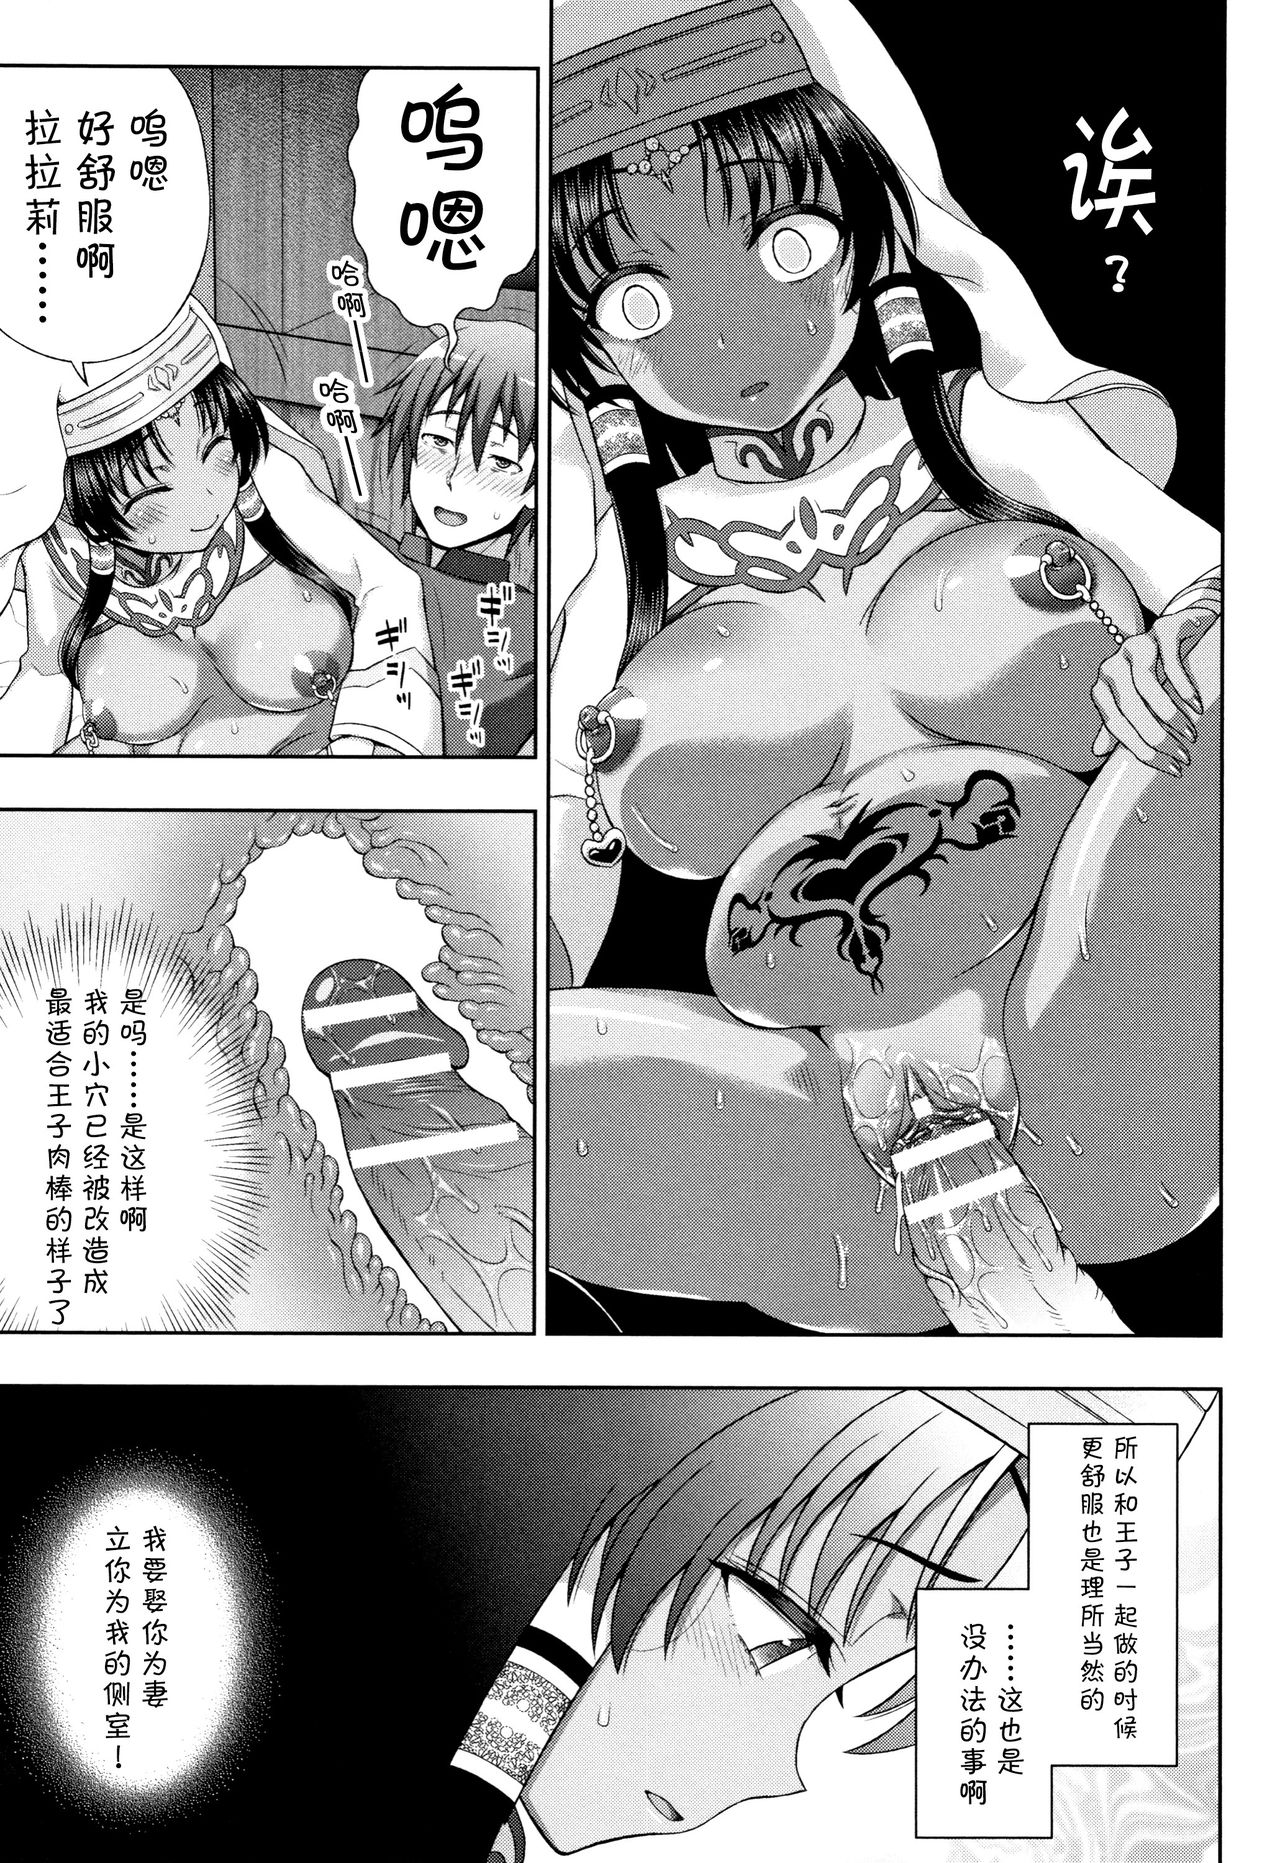 诶？
呜嗯
哈啊——
哈啊——
呜嗯
好舒服啊
拉拉莉……
ギシッ
ギシッ
是吗……是这样啊
我的小穴已经被改造成
最适合王子肉棒的样子了
所以和王子一起做的时候
更舒服也是理所当然的
……这也是
没办法的事啊
我要娶你为妻
立你为我的侧室！